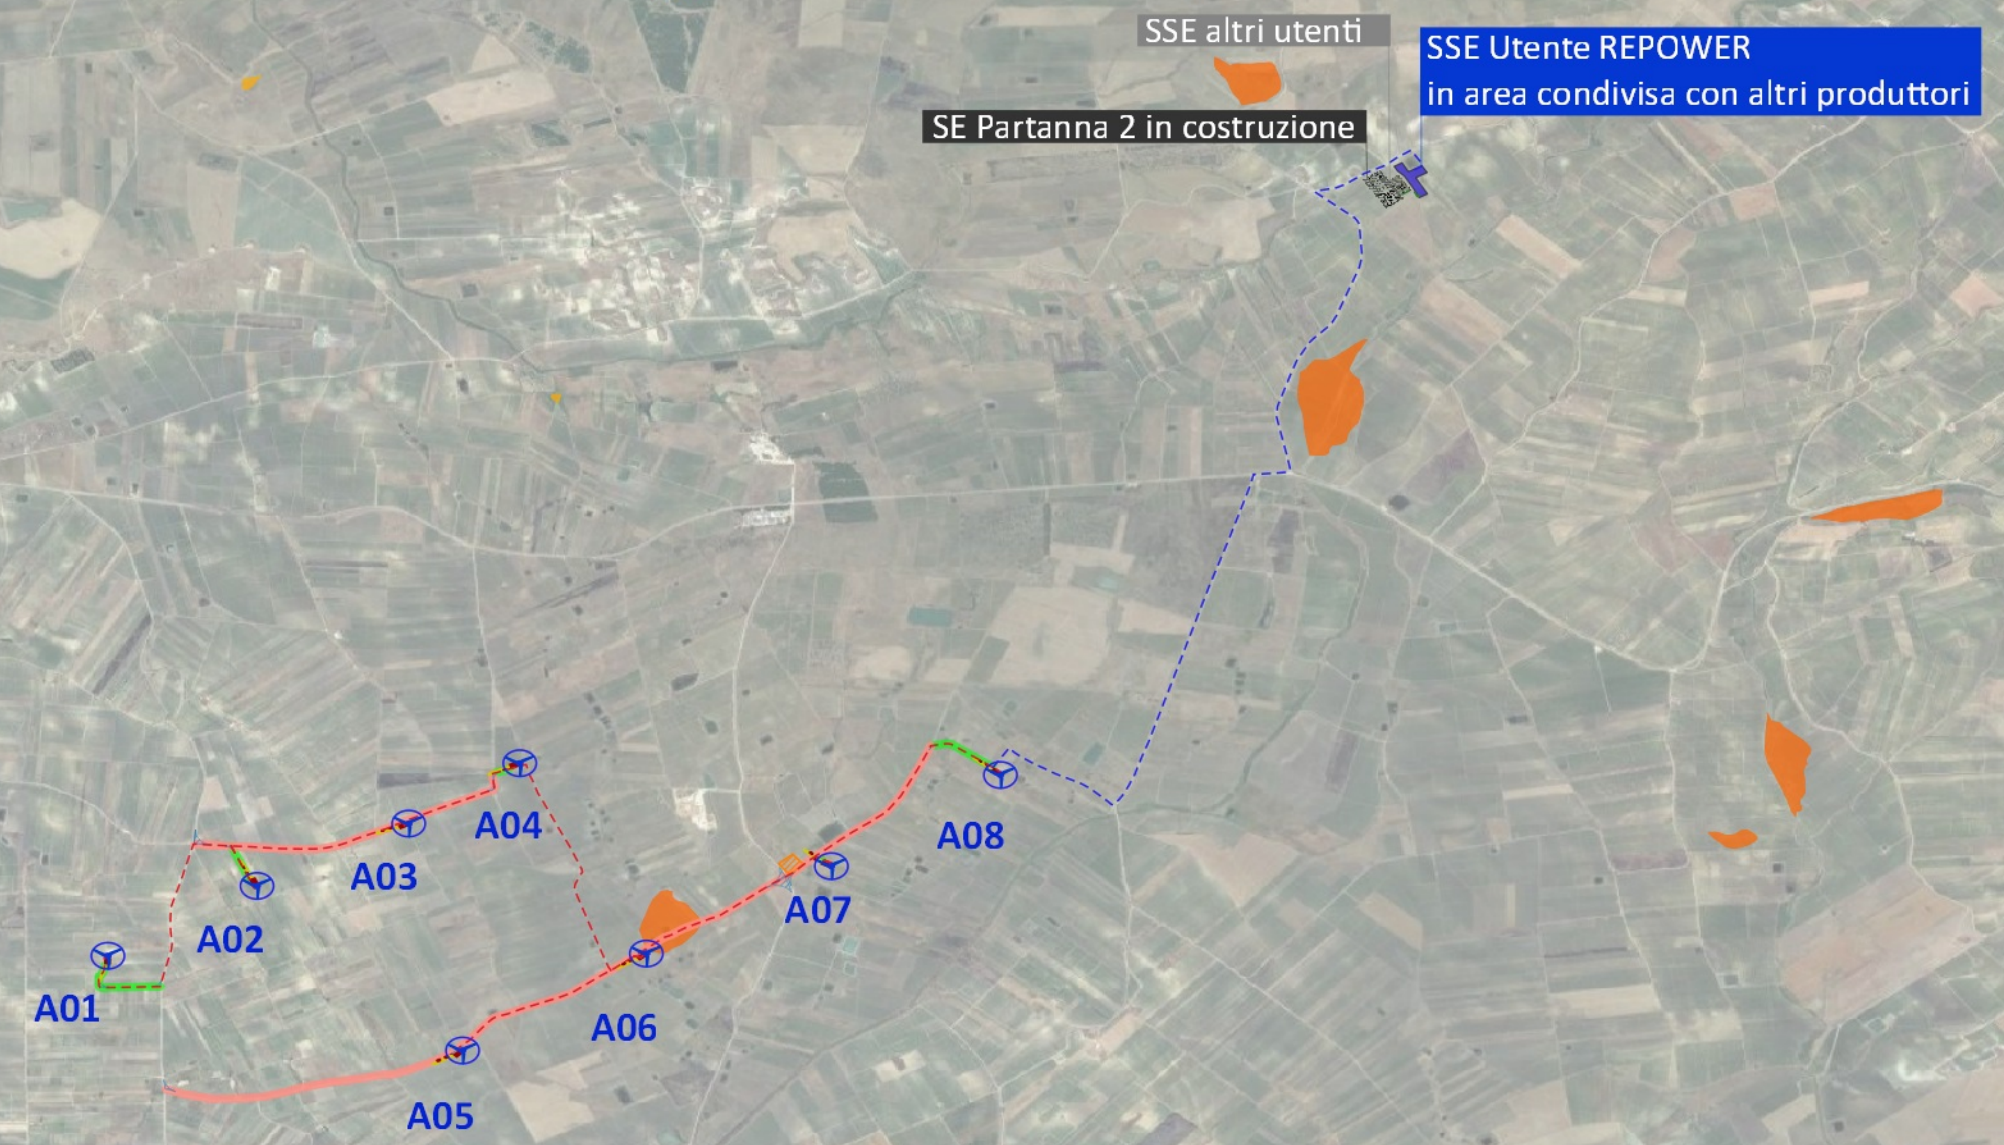 SSE altri utenti
SSE Utente REPOWER
in area condivisa con altri produttori
SE Partanna 2 in costruzione
A04
A08
A03
A07
A02
A01
A06
A05